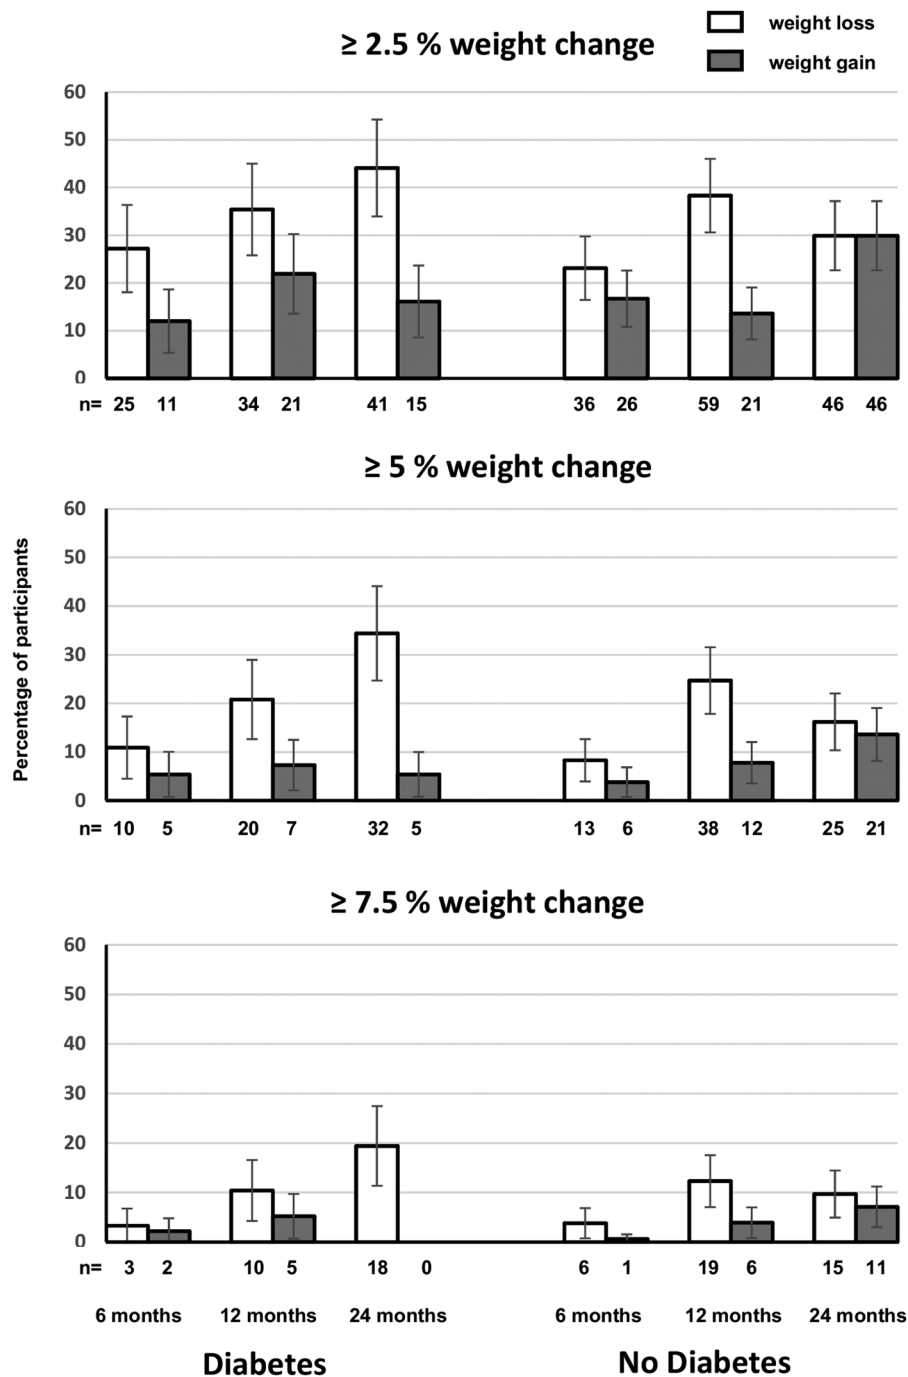 ≥ 2.5 % weight change
weight loss
weight gain
60
50
40
30
20
10
0
n= 25 11 34 21 41 15 36 26 59 21 46 46
≥ 5 % weight change
Percentage of participants
60
50
40
30
20
10
0
n= 10 5 20 7 32 5 13 6 38 12 25 21
≥ 7.5 % weight change
60
50
40
30
20
10
0
n= 3 2 10 5 18 0 6 1 19 6 15 11
6 months 12 months 24 months 6 months 12 months 24 months
Diabetes No Diabetes